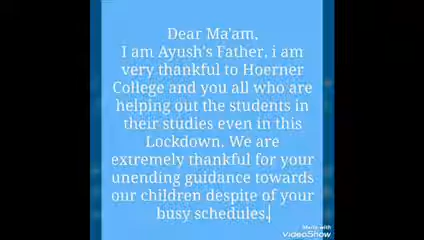 Dear Ma'am,
I am Ayush's Father, i am
very thankful to Hoerner
College and you all who are
helping out the students in
their studies even in this
Lockdown. We are
extremely thankful for your
unending guidance towards
our children despite of your
busy schedules.
Made with
VideoShow